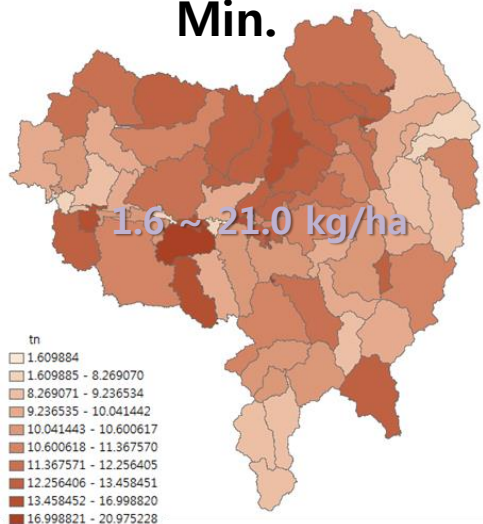 Min.
1.6 ~ 21.0 kg/ha
tn
1.609884
1.609885 - 8.269070
8.269071 - 9.236534
9.236535 - 10.041442
10.041443 - 10.600617
10.600618 - 11.367570
11.367571 - 12.256405
12.256406 - 13.458451
13.458452 - 16.998820
16.998821 - 20.975228